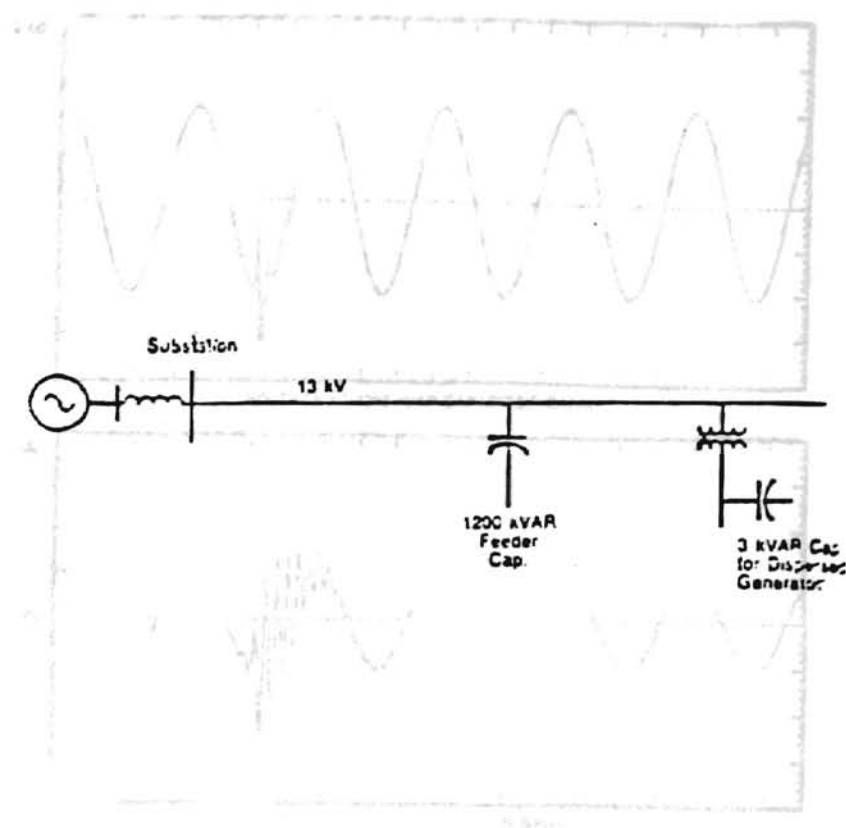 Substation
13 kV
1200 kVAR
Feeder
Cap.
3 kVAR Cap
for Dispersed
Generator